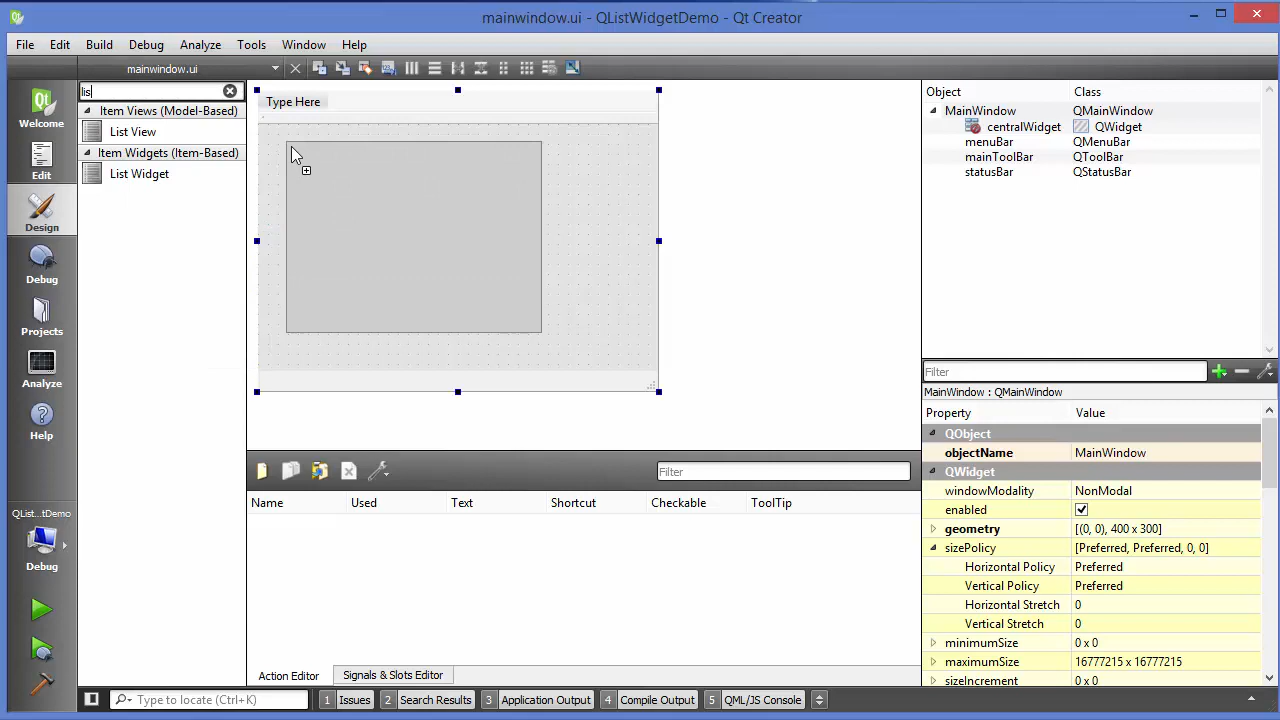 mainwindow.ui - QListWidgetDemo - Qt Creator
File Edit Build Debug Analyze Tools Window Help
mainwindow.ui
Welcome
Edit
Design
Debug
Projects
Analyze
Help
QList...tDemo
Debug
lis
Item Views (Model-Based)
List View
Item Widgets (Item-Based)
List Widget
Type Here
Object Class
MainWindow QMainWindow
centralWidget QWidget
menuBar QMenuBar
mainToolBar QToolBar
statusBar QStatusBar
Filter
MainWindow : QMainWindow
Property Value
QObject
objectName MainWindow
QWidget
windowModality NonModal
enabled
geometry [(0, 0), 400 x 300]
sizePolicy [Preferred, Preferred, 0, 0]
Horizontal Policy Preferred
Vertical Policy Preferred
Horizontal Stretch 0
Vertical Stretch 0
minimumSize 0 x 0
maximumSize 16777215 x 16777215
sizeIncrement 0 x 0
Filter
Name Used Text Shortcut Checkable ToolTip
Action Editor Signals & Slots Editor
Type to locate (Ctrl+K) 1 Issues 2 Search Results 3 Application Output 4 Compile Output 5 QML/JS Console